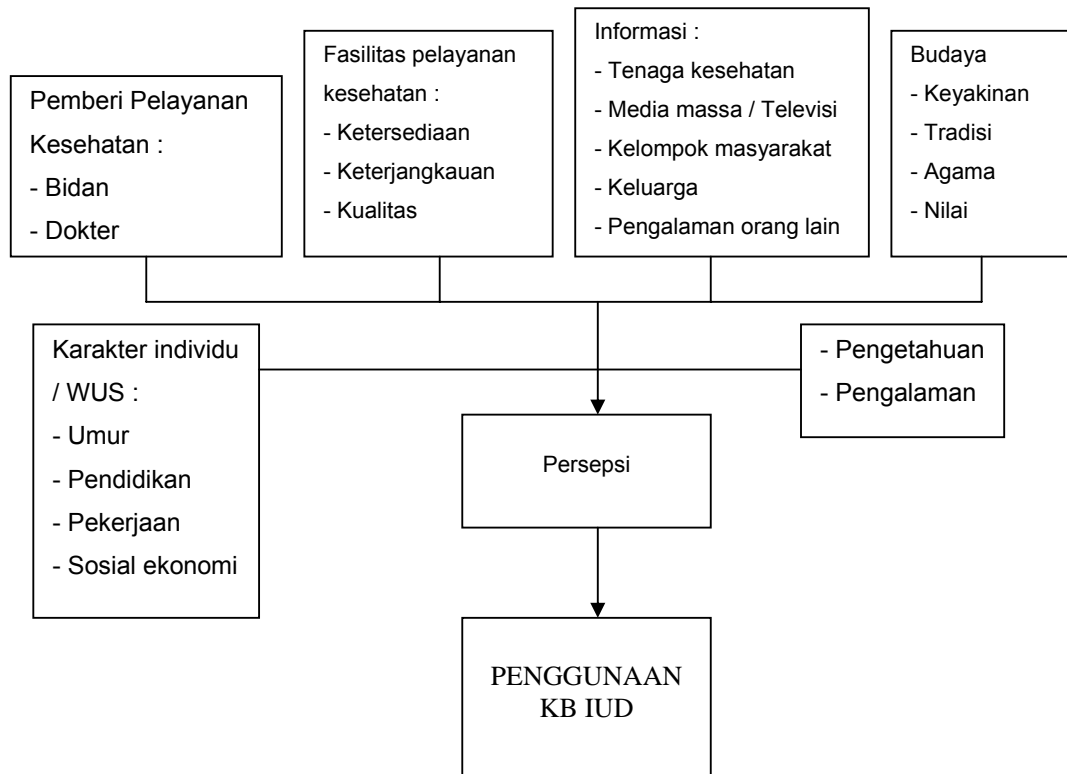 Pemberi Pelayanan
Kesehatan :
- Bidan
- Dokter
Fasilitas pelayanan
kesehatan :
- Ketersediaan
- Keterjangkauan
- Kualitas
Informasi :
- Tenaga kesehatan
- Media massa / Televisi
- Kelompok masyarakat
- Keluarga
- Pengalaman orang lain
Budaya
- Keyakinan
- Tradisi
- Agama
- Nilai
Karakter individu
/ WUS :
- Umur
- Pendidikan
- Pekerjaan
- Sosial ekonomi
- Pengetahuan
- Pengalaman
Persepsi
PENGGUNAAN
KB IUD